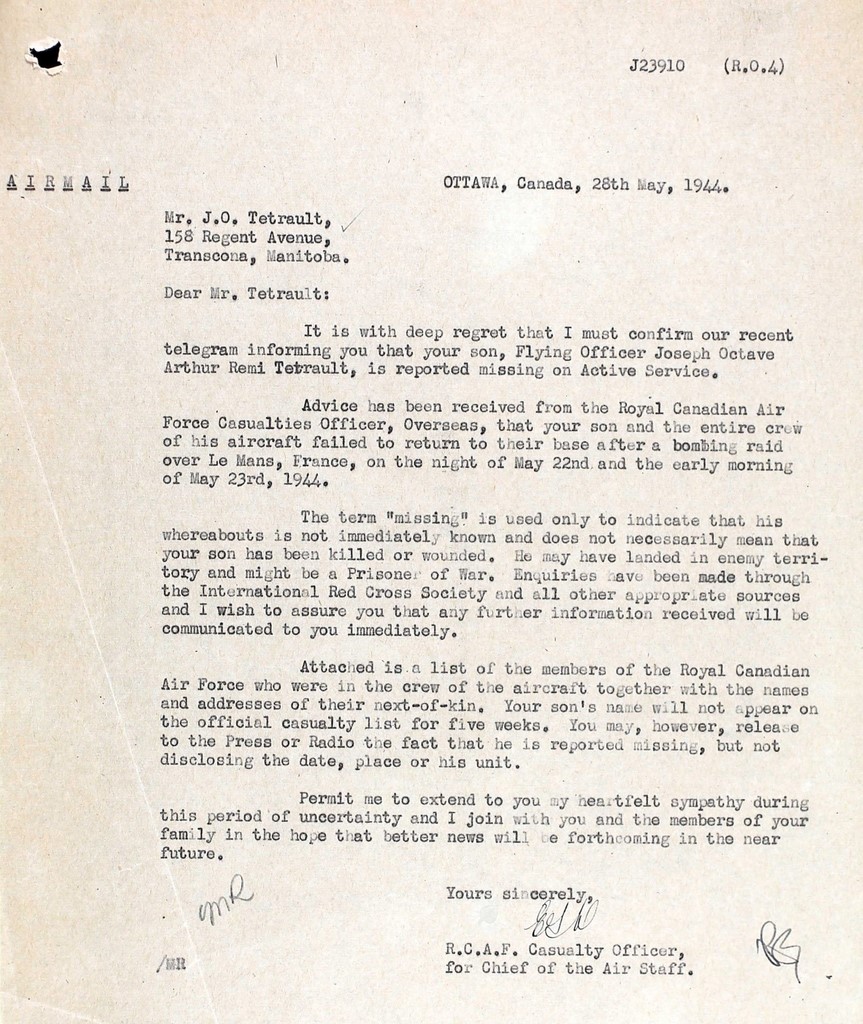 J23910 (R.O.4)
AIRMAIL
OTTAWA, Canada, 28th May, 1944.
Mr. J.O. Tetrault,
158 Regent Avenue,
Transcona, Manitoba.
Dear Mr. Tetrault:
It is with deep regret that I must confirm our recent
telegram informing you that your son, Flying Officer Joseph Octave
Arthur Remi Tetrault, is reported missing on Active Service.
Advice has been received from the Royal Canadian Air
Force Casualties Officer, Overseas, that your son and the entire crew
of his aircraft failed to return to their base after a bombing raid
over Le Mans, France, on the night of May 22nd and the early morning
of May 23rd, 1944.
The term "missing" is used only to indicate that his
whereabouts is not immediately known and does not necessarily mean that
your son has been killed or wounded. He may have landed in enemy terri-
tory and might be a Prisoner of War. Enquiries have been made through
the International Red Cross Society and all other appropriate sources
and I wish to assure you that any further information received will be
communicated to you immediately.
Attached is a list of the members of the Royal Canadian
Air Force who were in the crew of the aircraft together with the names
and addresses of their next-of-kin. Your son's name will not appear on
the official casualty list for five weeks. You may, however, release
to the Press or Radio the fact that he is reported missing, but not
disclosing the date, place or his unit.
Permit me to extend to you my heartfelt sympathy during
this period of uncertainty and I join with you and the members of your
family in the hope that better news will be forthcoming in the near
future.
Yours sincerely,
MR
R.C.A.F. Casualty Officer,
for Chief of the Air Staff.
/MR